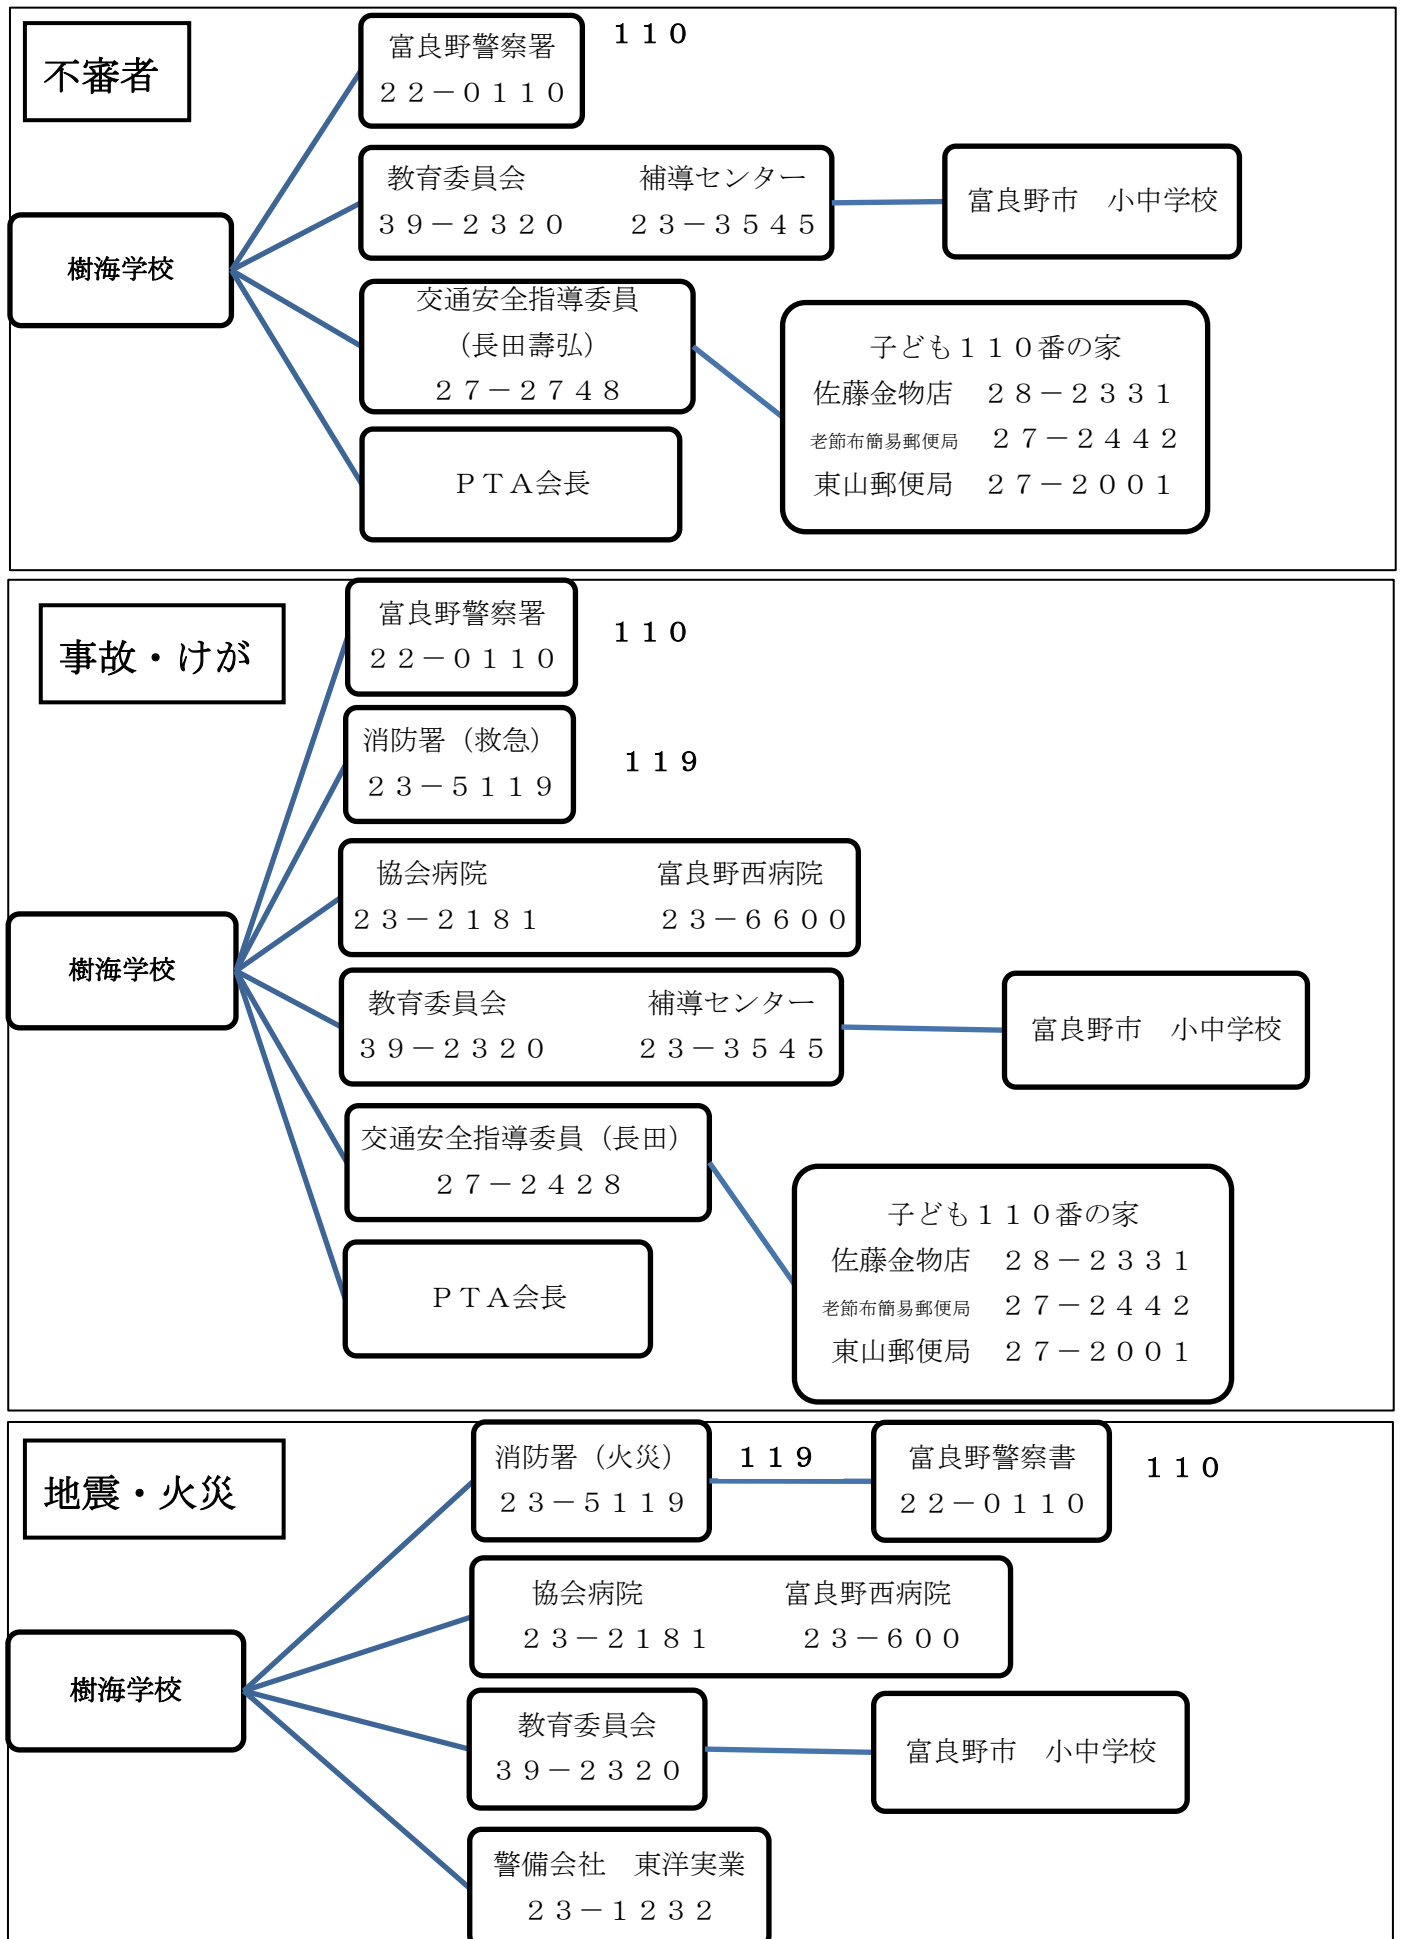 不審者
富良野警察署
２２－０１１０
１１０
教育委員会　補導センター
３９－２３２０　２３－３５４５
富良野市　小中学校
樹海学校
交通安全指導委員
（長田壽弘）
２７－２７４８
子ども１１０番の家
佐藤金物店　２８－２３３１
老節布簡易郵便局　２７－２４４２
東山郵便局　２７－２００１
ＰＴＡ会長
事故・けが
富良野警察署
２２－０１１０
１１０
消防署（救急）
２３－５１１９
１１９
協会病院　富良野西病院
２３－２１８１　２３－６６００
樹海学校
教育委員会　補導センター
３９－２３２０　２３－３５４５
富良野市　小中学校
交通安全指導委員（長田）
２７－２４２８
子ども１１０番の家
佐藤金物店　２８－２３３１
老節布簡易郵便局　２７－２４４２
東山郵便局　２７－２００１
ＰＴＡ会長
地震・火災
消防署（火災）
２３－５１１９
１１９
富良野警察書
２２－０１１０
１１０
協会病院　富良野西病院
２３－２１８１　２３－６００
樹海学校
教育委員会
３９－２３２０
富良野市　小中学校
警備会社　東洋実業
２３－１２３２